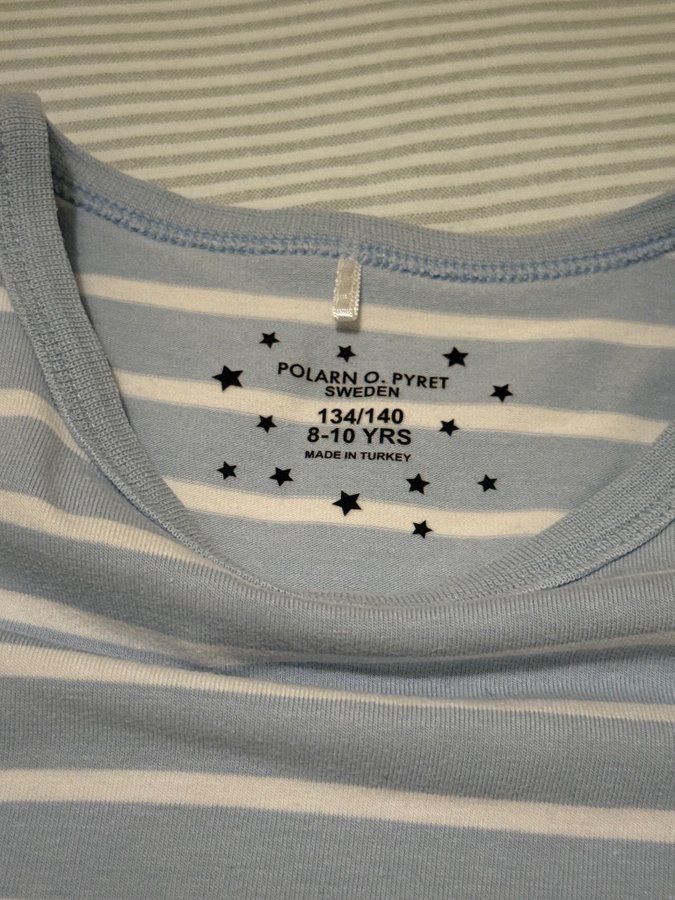 POLARN O. PYRET
SWEDEN
134/140
8-10 YRS
MADE IN TURKEY